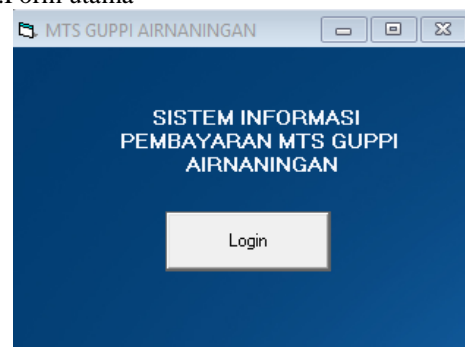 .Form utama
MTS GUPPI AIRNANINGAN
SISTEM INFORMASI
PEMBAYARAN MTS GUPPI
AIRNANINGAN
Login